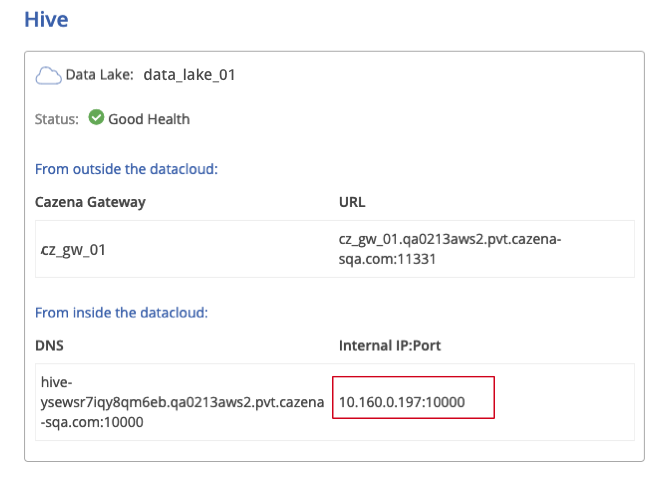 Hive
Data Lake: data_lake_01
Status: Good Health
From outside the datacloud:
Cazena Gateway URL
cz_gw_01
cz_gw_01.qa0213aws2.pvt.cazena-
sqa.com:11331
From inside the datacloud:
DNS Internal IP:Port
hive-
ysewsr7iqy8qm6eb.qa0213aws2.pvt.cazena
-sqa.com:10000
10.160.0.197:10000